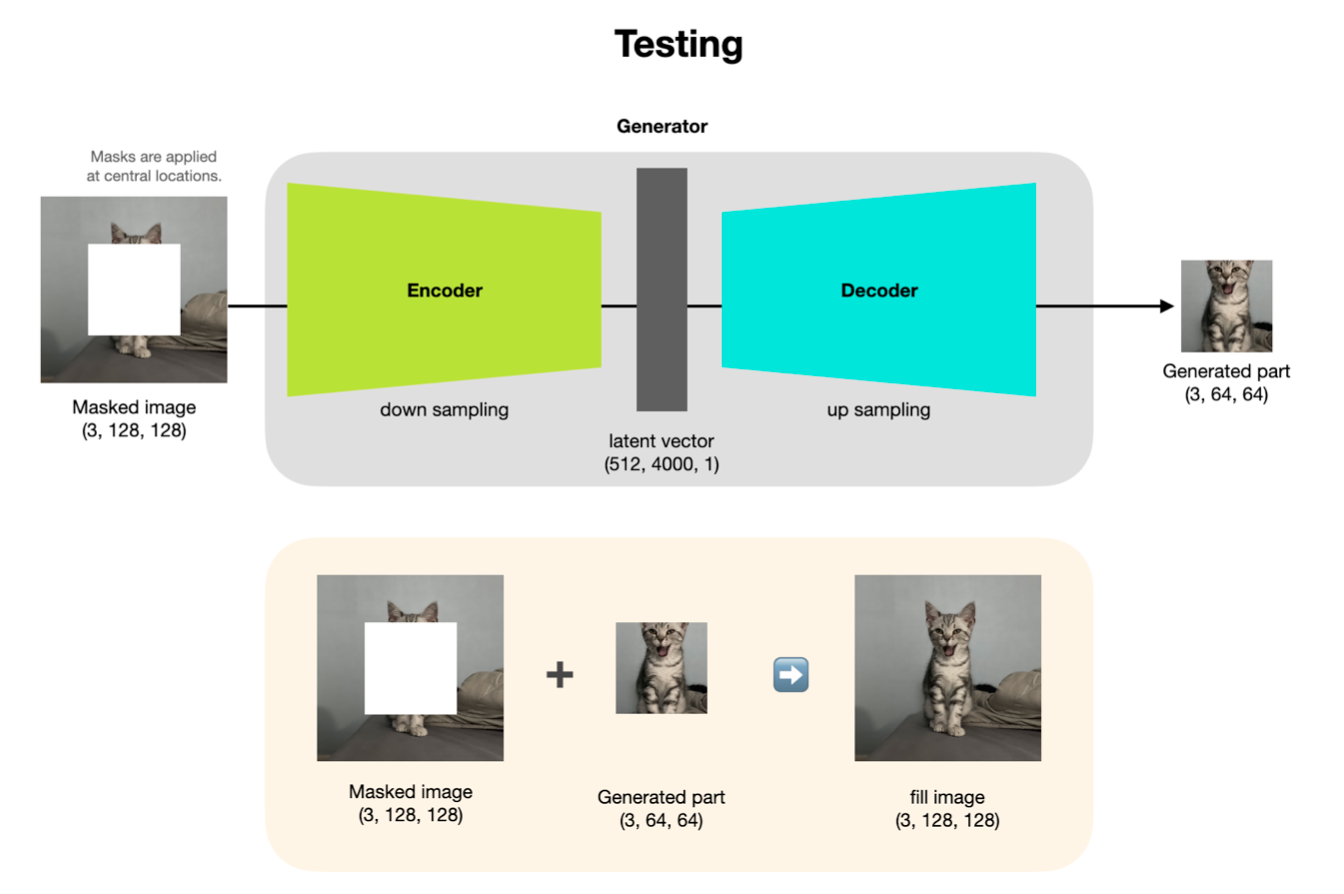 Testing
Generator
Masks are applied
at central locations.
Encoder
Decoder
down sampling
up sampling
Masked image
(3, 128, 128)
latent vector
(512, 4000, 1)
Generated part
(3, 64, 64)
Masked image
(3, 128, 128)
Generated part
(3, 64, 64)
fill image
(3, 128, 128)